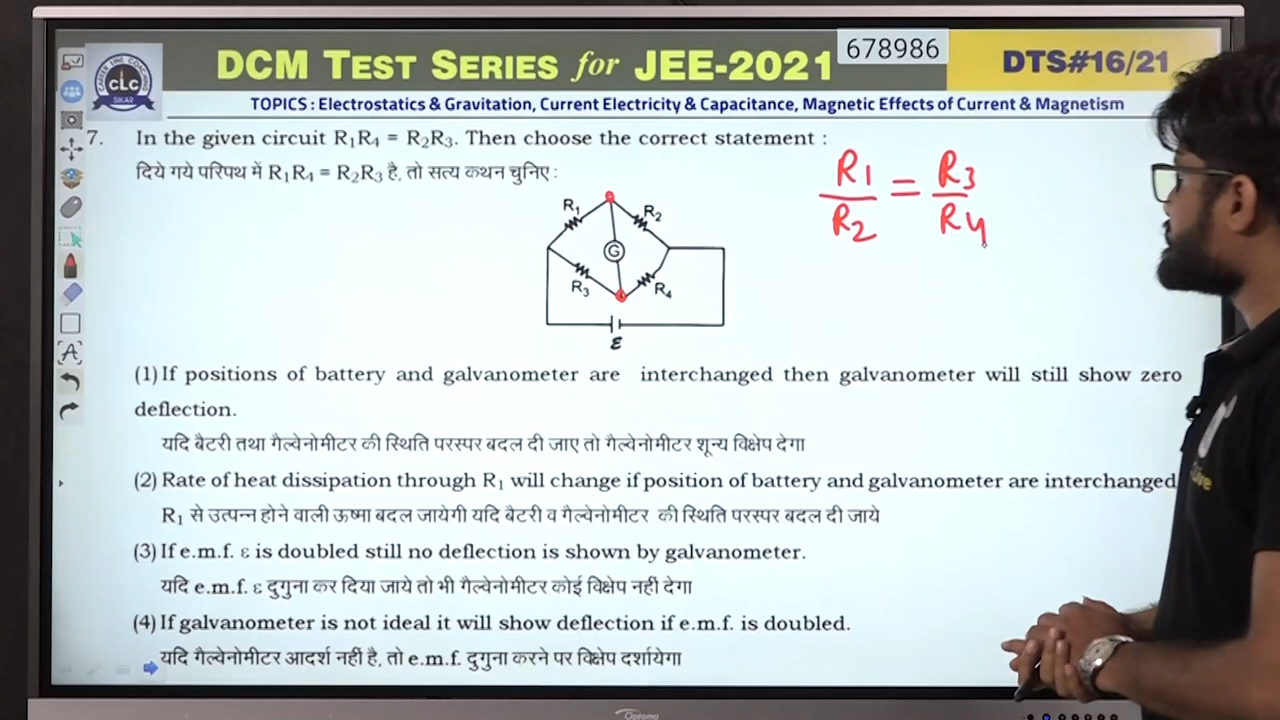 DCM TEST SERIES for JEE-2021
678986
DTS#16/21
CAREER LINE COACHING
CLC
SIKAR
TOPICS : Electrostatics & Gravitation, Current Electricity & Capacitance, Magnetic Effects of Current & Magnetism
7. In the given circuit R₁R₄ = R₂R₃. Then choose the correct statement :
दिये गये परिपथ में R₁R₄ = R₂R₃ है, तो सत्य कथन चुनिए :
R1/R2 = R3/R4
R₁ R₂
G
R₃ R₄
ε
(1) If positions of battery and galvanometer are interchanged then galvanometer will still show zero
deflection.
यदि बैटरी तथा गैल्वेनोमीटर की स्थिति परस्पर बदल दी जाए तो गैल्वेनोमीटर शून्य विक्षेप देगा
(2) Rate of heat dissipation through R₁ will change if position of battery and galvanometer are interchanged
R₁ से उत्पन्न होने वाली ऊष्मा बदल जायेगी यदि बैटरी व गैल्वेनोमीटर की स्थिति परस्पर बदल दी जाये
(3) If e.m.f. ε is doubled still no deflection is shown by galvanometer.
यदि e.m.f. ε दुगुना कर दिया जाये तो भी गैल्वेनोमीटर कोई विक्षेप नहीं देगा
(4) If galvanometer is not ideal it will show deflection if e.m.f. is doubled.
यदि गैल्वेनोमीटर आदर्श नहीं है, तो e.m.f. दुगुना करने पर विक्षेप दर्शायेगा
Optoma